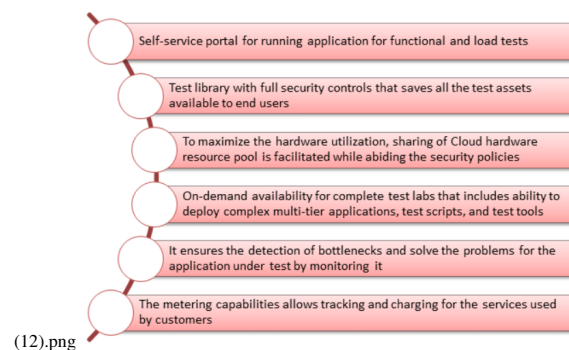 Self-service portal for running application for functional and load tests
Test library with full security controls that saves all the test assets
available to end users
To maximize the hardware utilization, sharing of Cloud hardware
resource pool is facilitated while abiding the security policies
On-demand availability for complete test labs that includes ability to
deploy complex multi-tier applications, test scripts, and test tools
It ensures the detection of bottlenecks and solve the problems for the
application under test by monitoring it
The metering capabilities allows tracking and charging for the services used
by customers
(12).png